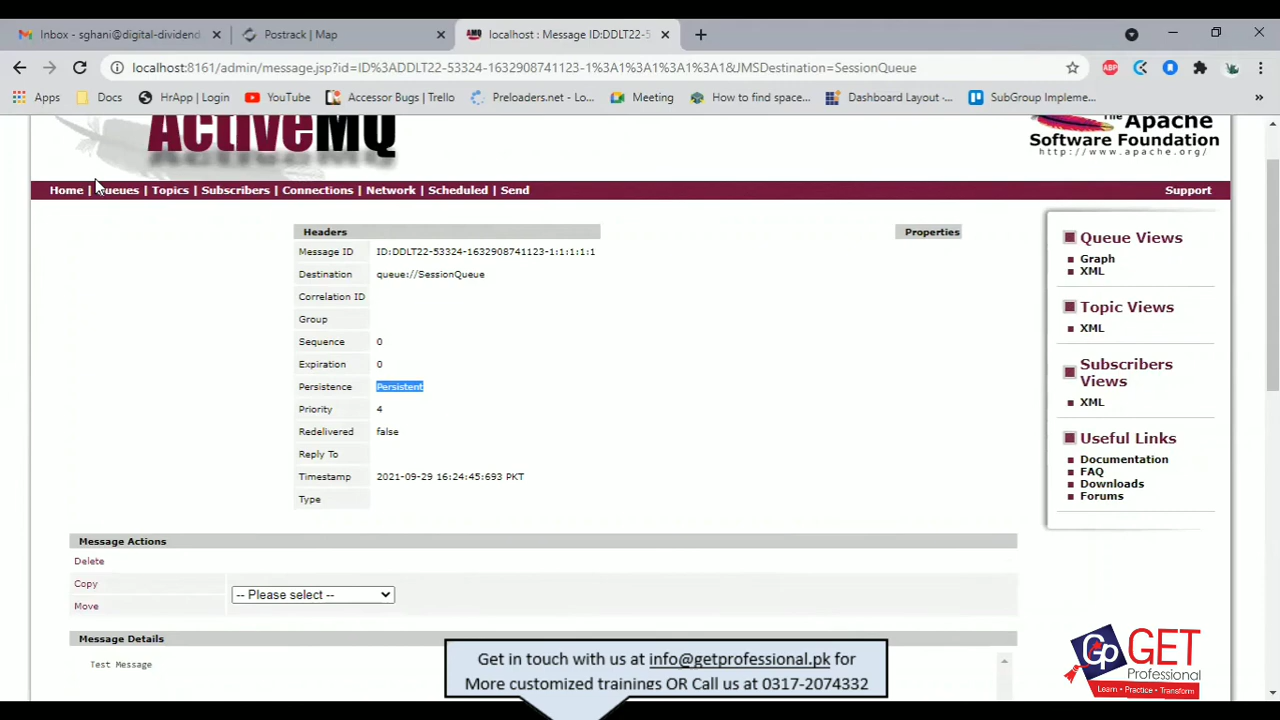 Inbox - sghani@digital-dividend
Postrack | Map
AMQ localhost : Message ID:DDLT22-5
localhost:8161/admin/message.jsp?id=ID%3ADDLT22-53324-1632908741123-1%3A1%3A1%3A1%3A1&JMSDestination=SessionQueue
ABP
Apps Docs HrApp | Login YouTube Accessor Bugs | Trello Preloaders.net - Lo... Meeting How to find space... Dashboard Layout -... SubGroup Impleme... »
ActiveMQ
The Apache
Software Foundation
http://www.apache.org/
Home | Queues | Topics | Subscribers | Connections | Network | Scheduled | Send
Support
Headers
Message ID ID:DDLT22-53324-1632908741123-1:1:1:1:1
Destination queue://SessionQueue
Correlation ID
Group
Sequence 0
Expiration 0
Persistence Persistent
Priority 4
Redelivered false
Reply To
Timestamp 2021-09-29 16:24:45:693 PKT
Type
Properties
Queue Views
Graph
XML
Topic Views
XML
Subscribers
Views
XML
Useful Links
Documentation
FAQ
Downloads
Forums
Message Actions
Delete
Copy
-- Please select --
Move
Message Details
Test Message
Get in touch with us at info@getprofessional.pk for
More customized trainings OR Call us at 0317-2074332
Gp GET
Professional
Learn • Practice • Transform